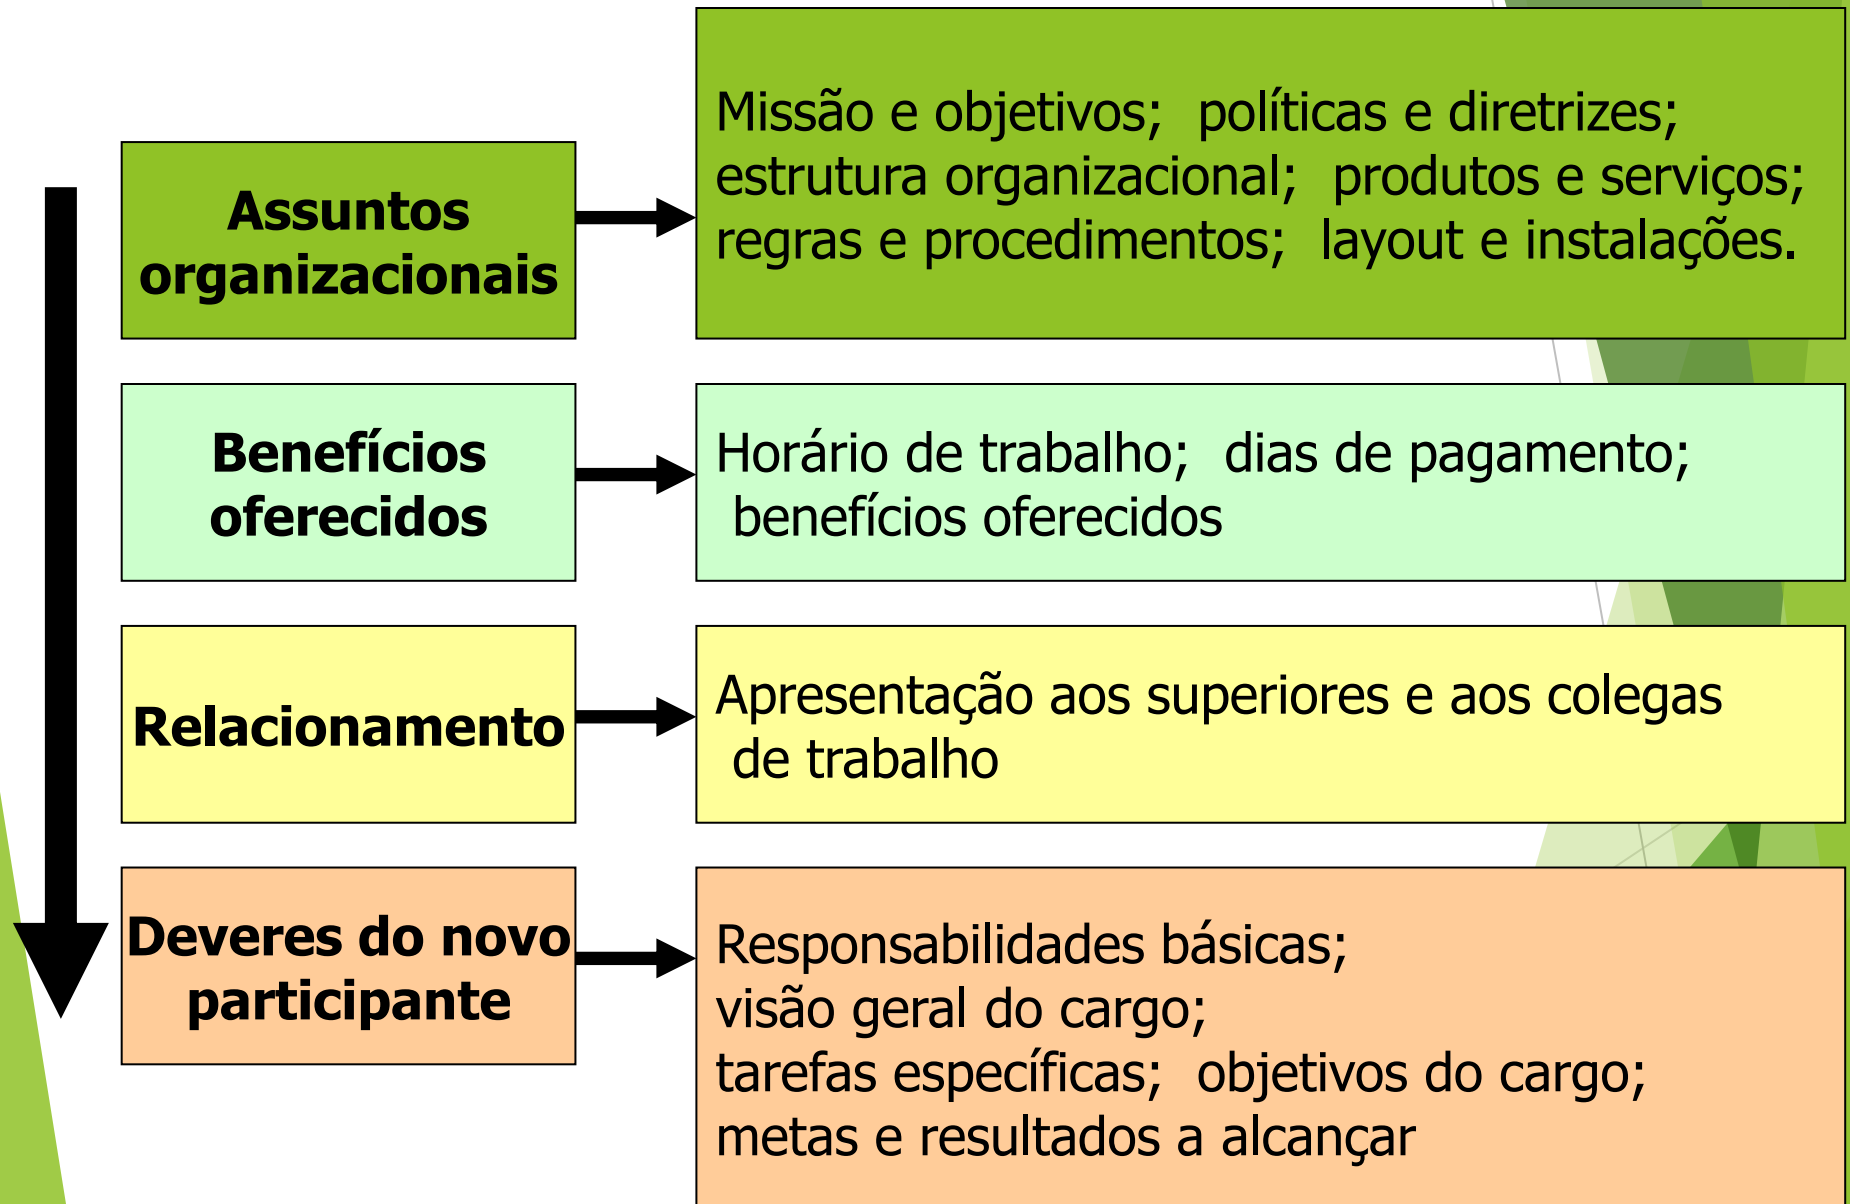 Assuntos
organizacionais
Missão e objetivos; políticas e diretrizes;
estrutura organizacional; produtos e serviços;
regras e procedimentos; layout e instalações.
Benefícios
oferecidos
Horário de trabalho; dias de pagamento;
benefícios oferecidos
Relacionamento
Apresentação aos superiores e aos colegas
de trabalho
Deveres do novo
participante
Responsabilidades básicas;
visão geral do cargo;
tarefas específicas; objetivos do cargo;
metas e resultados a alcançar